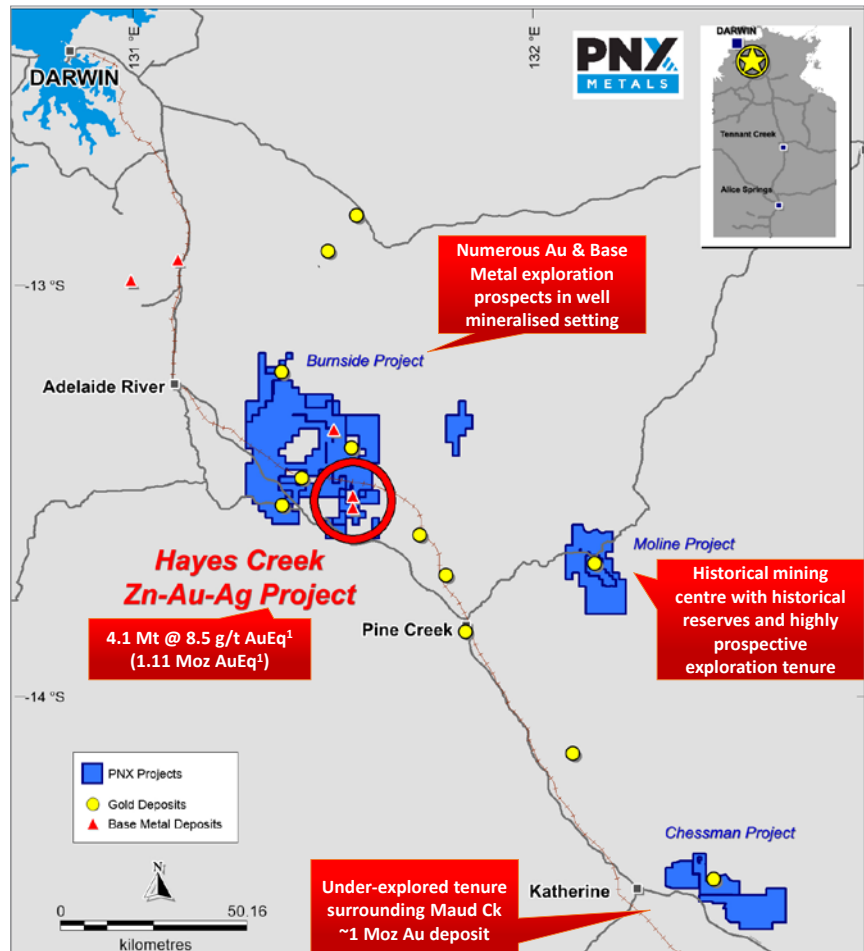 131 °E
132 °E
DARWIN
PNX
METALS
DARWIN
Tennant Creek
Alice Springs
-13 °S
Numerous Au & Base
Metal exploration
prospects in well
mineralised setting
Burnside Project
Adelaide River
Hayes Creek
Zn-Au-Ag Project
4.1 Mt @ 8.5 g/t AuEq¹
(1.11 Moz AuEq¹)
Moline Project
Historical mining
centre with historical
reserves and highly
prospective
exploration tenure
Pine Creek
-14 °S
PNX Projects
Gold Deposits
Base Metal Deposits
N
0 50.16
kilometres
Chessman Project
Katherine
Under-explored tenure
surrounding Maud Ck
~1 Moz Au deposit